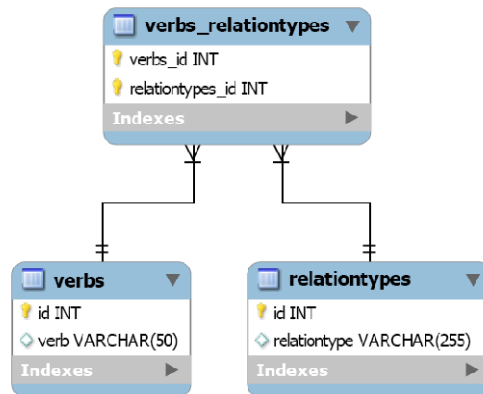 verbs_relationtypes
verbs_id INT
relationtypes_id INT
Indexes
verbs
id INT
verb VARCHAR(50)
Indexes
relationtypes
id INT
relationtype VARCHAR(255)
Indexes